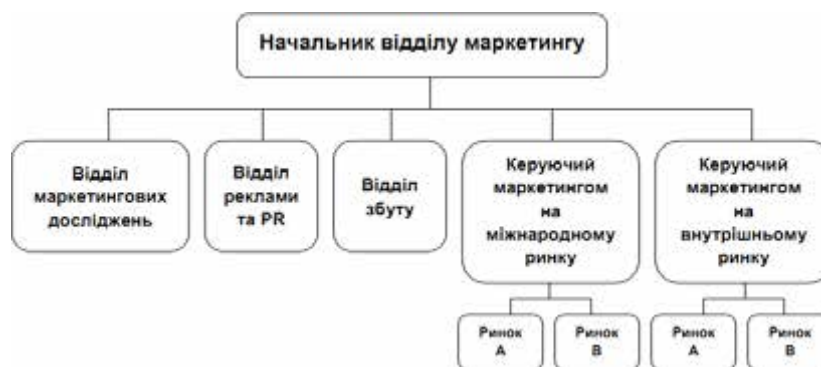 Начальник відділу маркетингу
Відділ
маркетингових
досліджень
Відділ
реклами
та PR
Відділ
збуту
Керуючий
маркетингом
на
міжнародному
ринку
Керуючий
маркетингом
на
внутрішньому
ринку
Ринок
А
Ринок
В
Ринок
А
Ринок
В